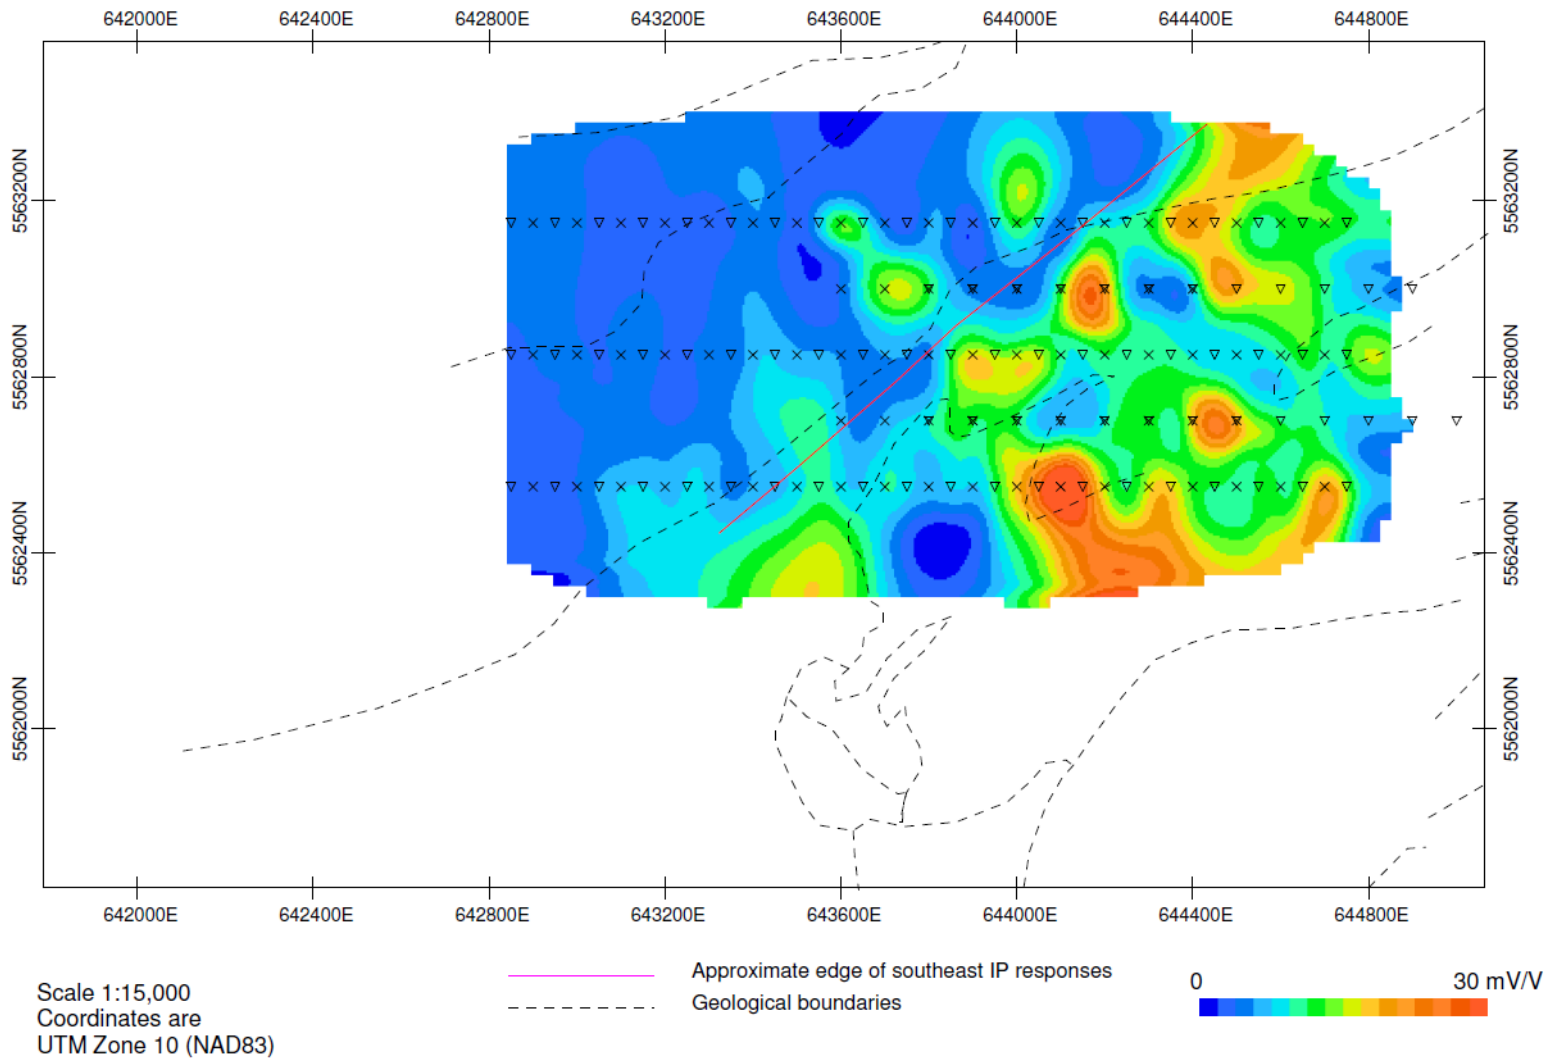 642000E 642400E 642800E 643200E 643600E 644000E 644400E 644800E
5563200N 5563200N
5562800N 5562800N
5562400N 5562400N
5562000N 5562000N
642000E 642400E 642800E 643200E 643600E 644000E 644400E 644800E
Approximate edge of southeast IP responses
Geological boundaries
0 30 mV/V
Scale 1:15,000
Coordinates are
UTM Zone 10 (NAD83)